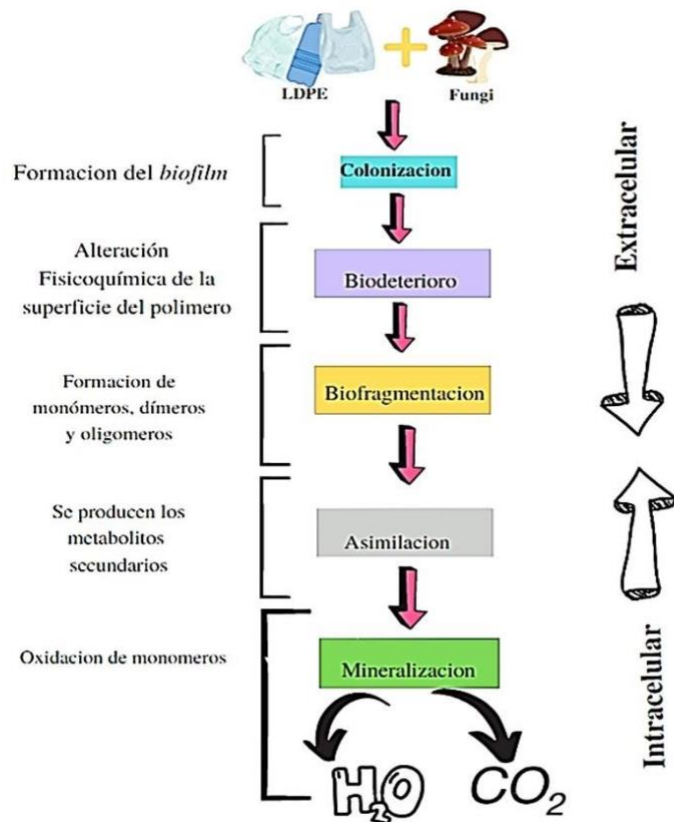 LDPE
Fungi
Formacion del biofilm
Colonizacion
Alteración
Fisicoquímica de la
superficie del polimero
Biodeterioro
Formacion de
monómeros, dímeros
y oligomeros
Biofragmentacion
Se producen los
metabolitos
secundarios
Asimilacion
Oxidacion de monomeros
Mineralizacion
H2O
CO2
Extracelular
Intracelular